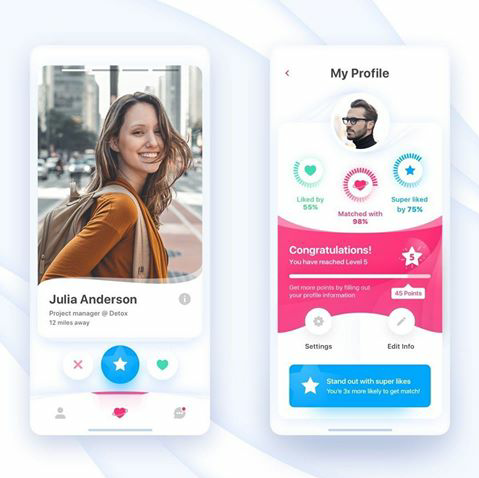 Julia Anderson
Project manager @ Detox
12 miles away
My Profile
Liked by
55%
Matched with
98%
Super liked
by 75%
Congratulations!
You have reached Level 5
5
Get more points by filling out
your profile information
45 Points
Settings
Edit Info
Stand out with super likes
You're 3x more likely to get match!